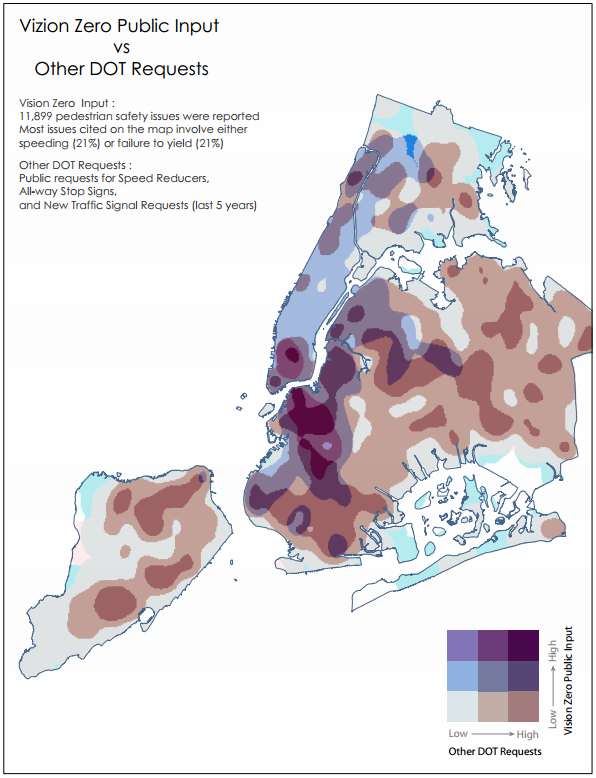 Vizion Zero Public Input
vs
Other DOT Requests
Vision Zero Input :
11,899 pedestrian safety issues were reported
Most issues cited on the map involve either
speeding (21%) or failure to yield (21%)
Other DOT Requests :
Public requests for Speed Reducers,
All-way Stop Signs,
and New Traffic Signal Requests (last 5 years)
Low High
Vision Zero Public Input
Low High
Other DOT Requests